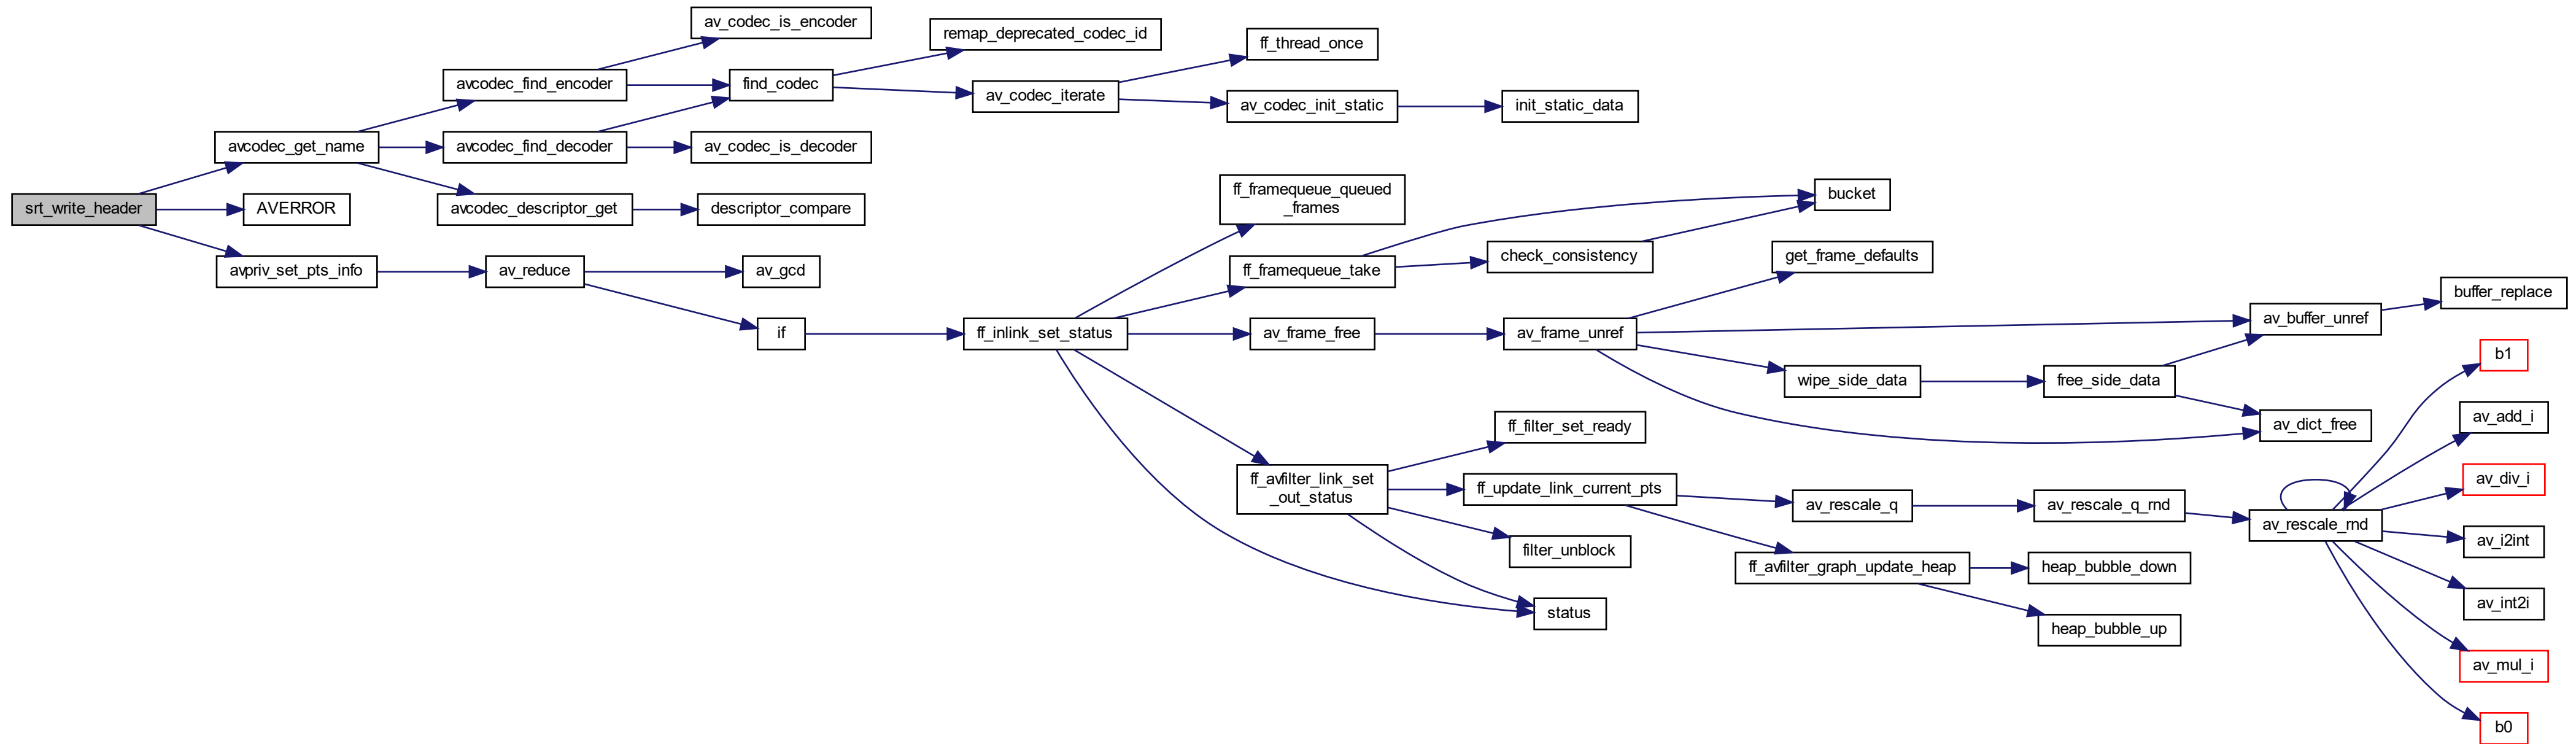 srt_write_header
avcodec_get_name
AVERROR
avpriv_set_pts_info
avcodec_find_encoder
avcodec_find_decoder
avcodec_descriptor_get
av_reduce
av_codec_is_encoder
find_codec
av_codec_is_decoder
descriptor_compare
av_gcd
if
remap_deprecated_codec_id
av_codec_iterate
ff_inlink_set_status
ff_thread_once
av_codec_init_static
ff_framequeue_queued
_frames
ff_framequeue_take
av_frame_free
ff_avfilter_link_set
_out_status
init_static_data
check_consistency
av_frame_unref
ff_filter_set_ready
ff_update_link_current_pts
filter_unblock
status
bucket
get_frame_defaults
wipe_side_data
av_rescale_q
ff_avfilter_graph_update_heap
free_side_data
av_rescale_q_rnd
heap_bubble_down
heap_bubble_up
av_buffer_unref
av_dict_free
av_rescale_rnd
buffer_replace
b1
av_add_i
av_div_i
av_i2int
av_int2i
av_mul_i
b0